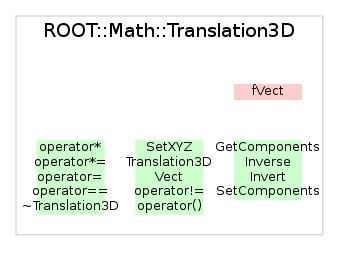 ROOT::Math::Translation3D
fVect
operator*
operator*=
operator=
operator==
~Translation3D
SetXYZ
Translation3D
Vect
operator!=
operator()
GetComponents
Inverse
Invert
SetComponents